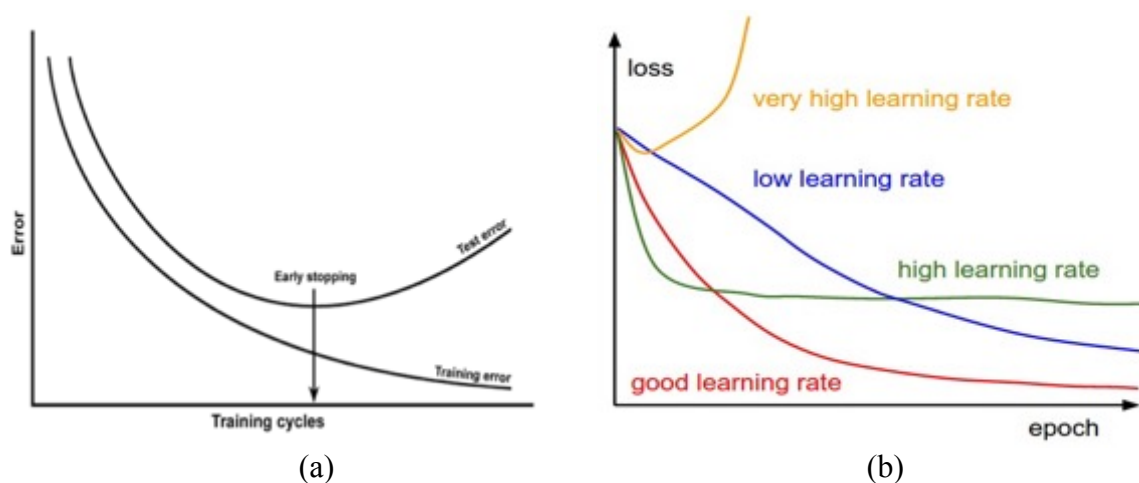 Error
Test error
Early stopping
Training error
Training cycles
(a)
loss
very high learning rate
low learning rate
high learning rate
good learning rate
epoch
(b)